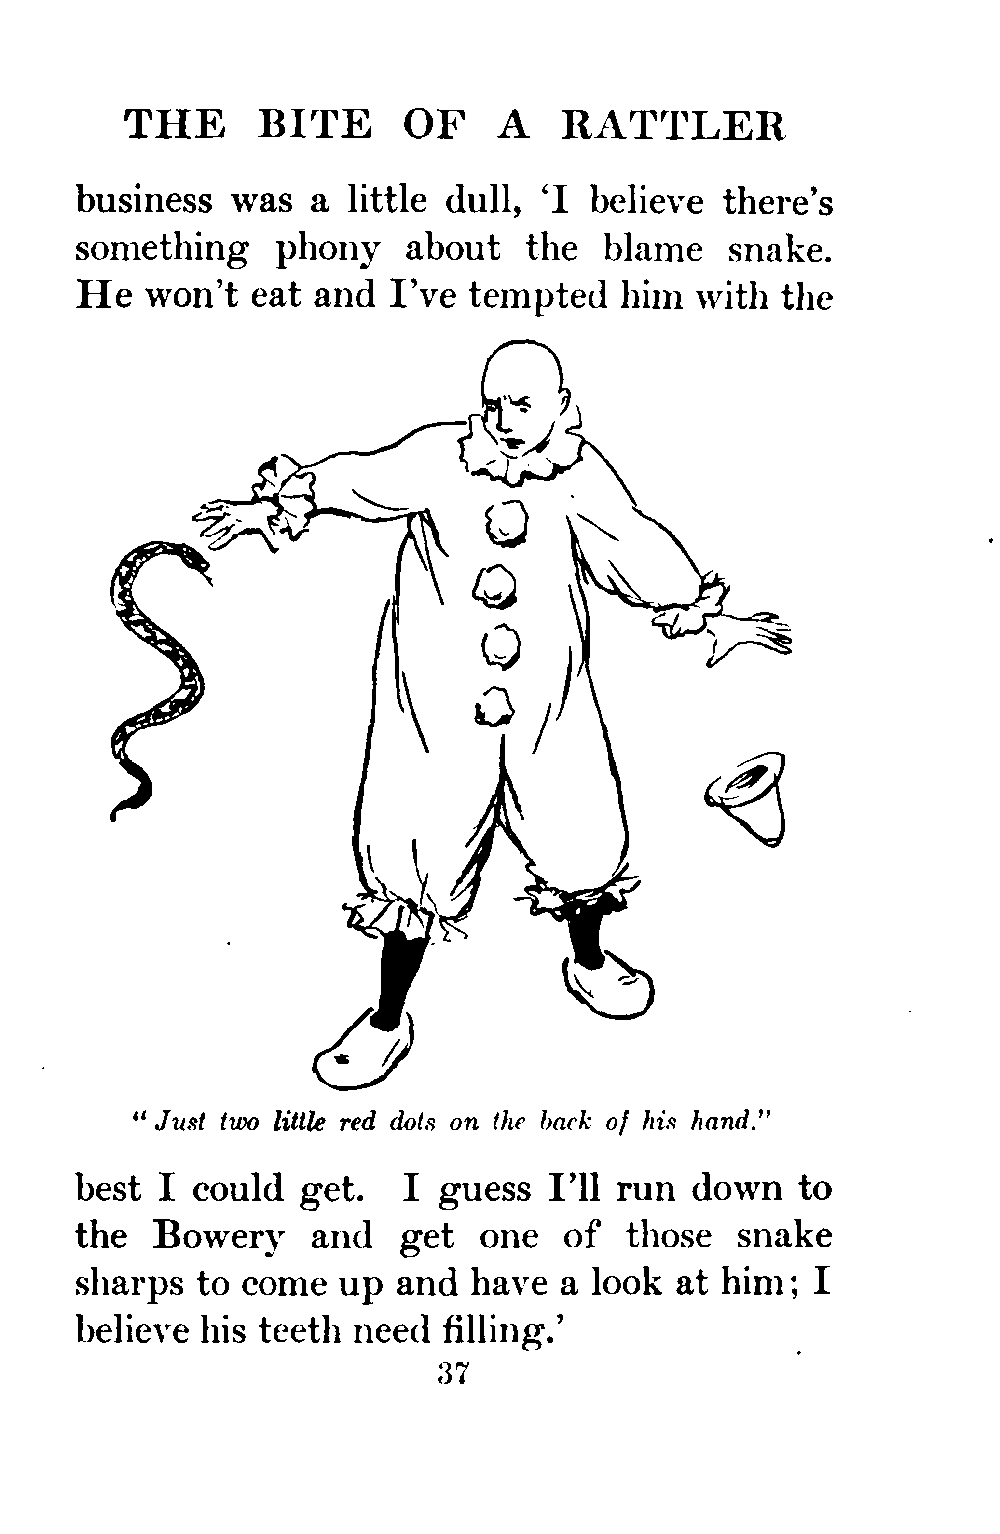 THE BITE OF A RATTLER
business was a little dull, ‘I believe there’s
something phony about the blame snake.
He won’t eat and I’ve tempted him with the
“Just two little red dots on the back of his hand.”
best I could get. I guess I’ll run down to
the Bowery and get one of those snake
sharps to come up and have a look at him; I
believe his teeth need filling.’
37